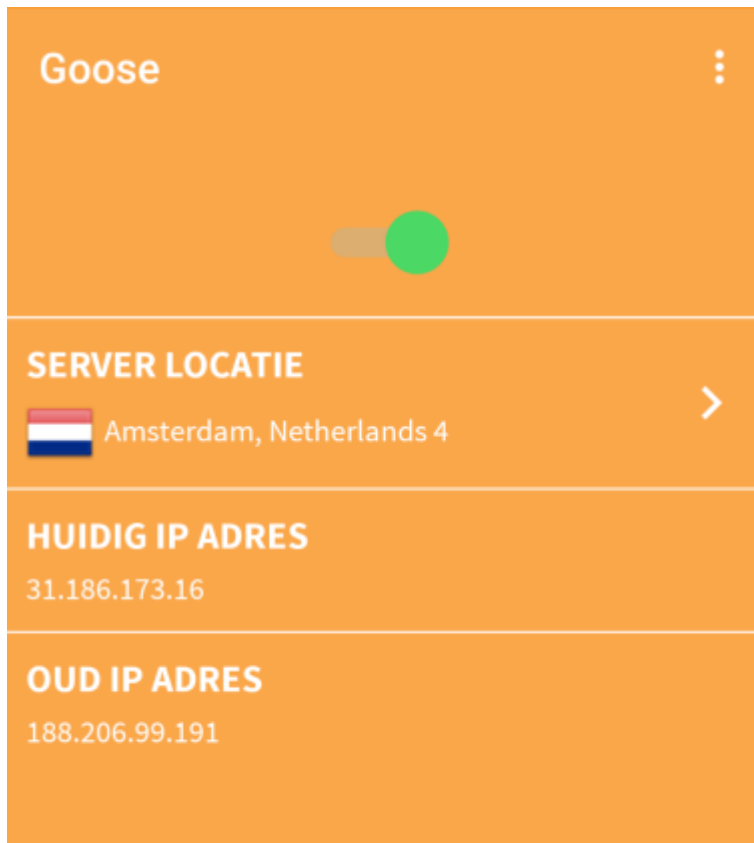 Goose
SERVER LOCATIE
Amsterdam, Netherlands 4
HUIDIG IP ADRES
31.186.173.16
OUD IP ADRES
188.206.99.191